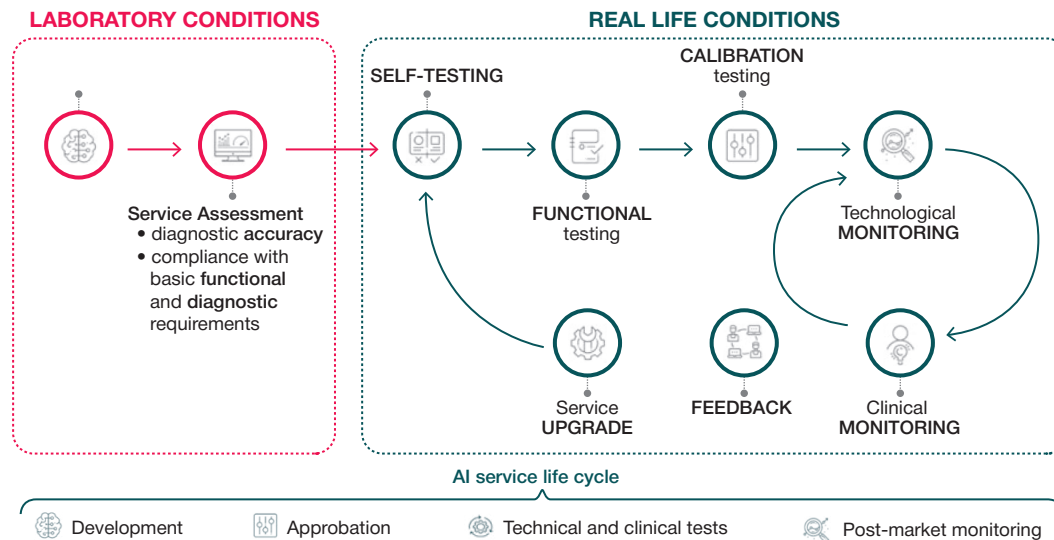 LABORATORY CONDITIONS
REAL LIFE CONDITIONS
SELF-TESTING
CALIBRATION
testing
Service Assessment
• diagnostic accuracy
• compliance with
basic functional
and diagnostic
requirements
FUNCTIONAL
testing
Technological
MONITORING
Service
UPGRADE
FEEDBACK
Clinical
MONITORING
AI service life cycle
Development
Approbation
Technical and clinical tests
Post-market monitoring